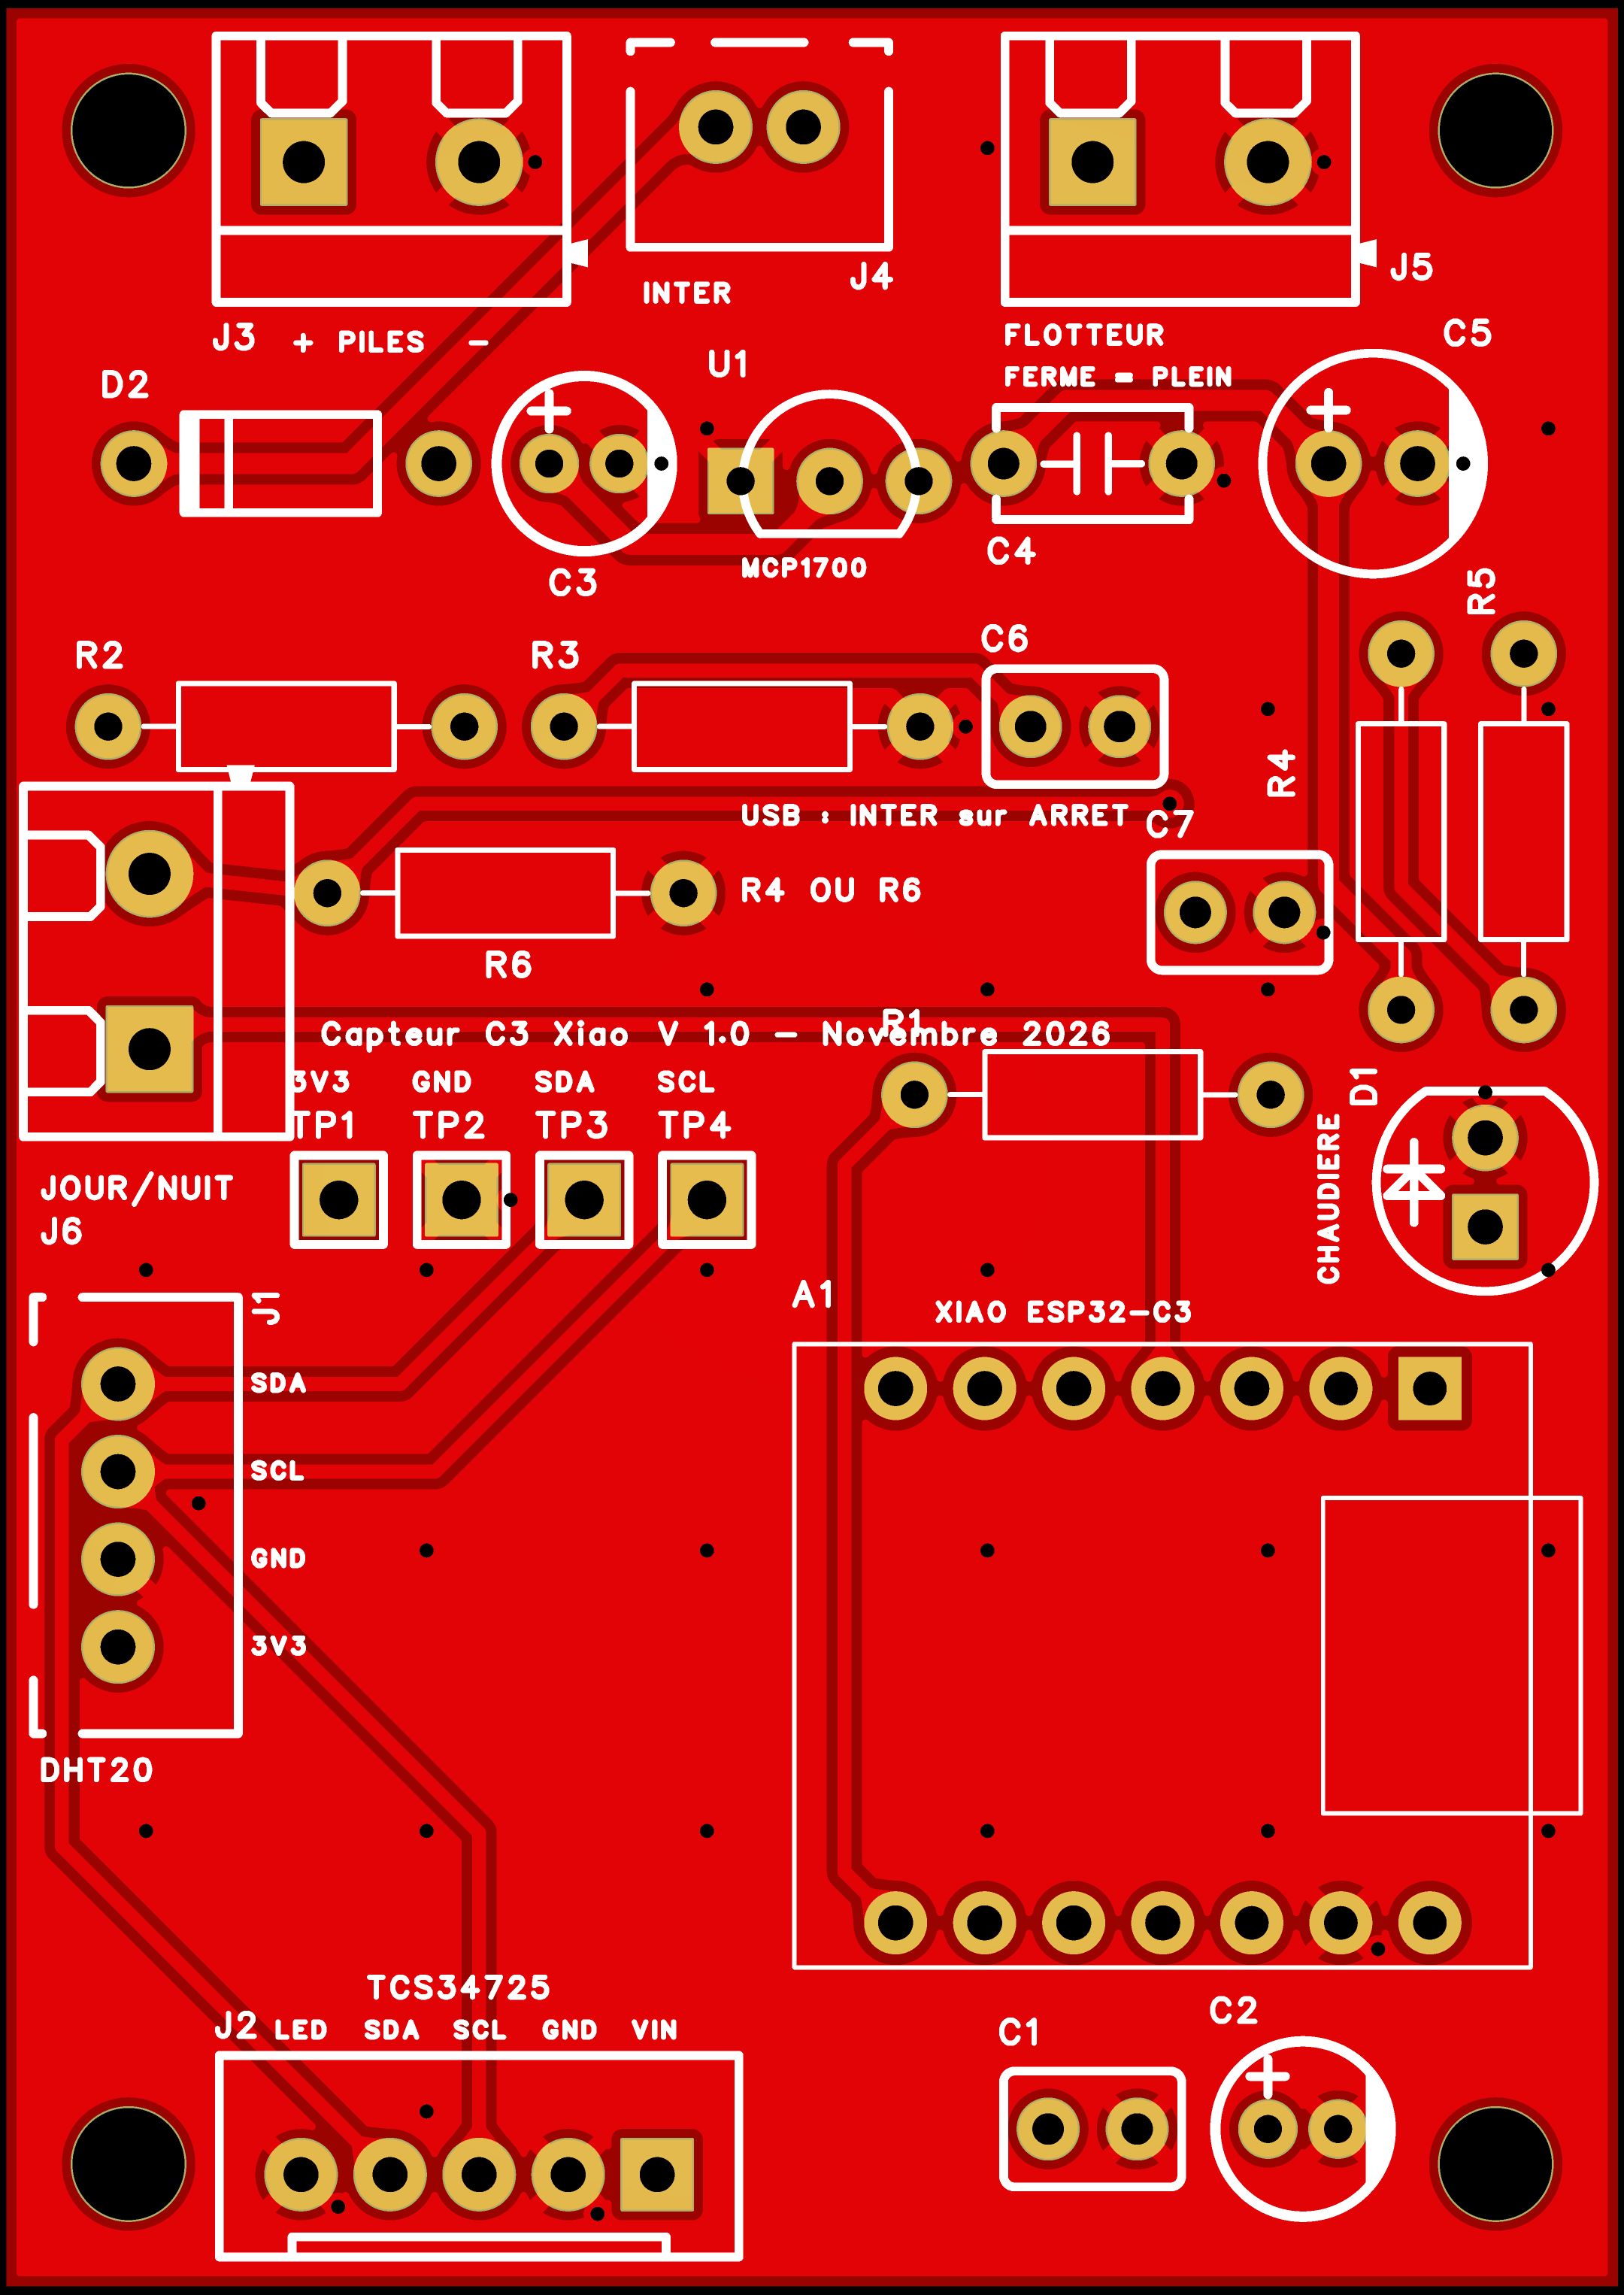 J4
INTER
J5
J3 + PILES -
FLOTTEUR
FERME - PLEIN
C5
D2
U1
C4
MCP1700
C3
R5
R2
R3
C6
R4
USB : INTER sur ARRET
C7
R4 OU R6
R6
R1
Capteur C3 Xiao V 1.0 - Novembre 2026
3V3 GND SDA SCL
TP1 TP2 TP3 TP4
D1
CHAUDIERE
JOUR/NUIT
J6
J1
A1
XIAO ESP32-C3
SDA
SCL
GND
3V3
DHT20
TCS34725
J2 LED SDA SCL GND VIN
C1
C2